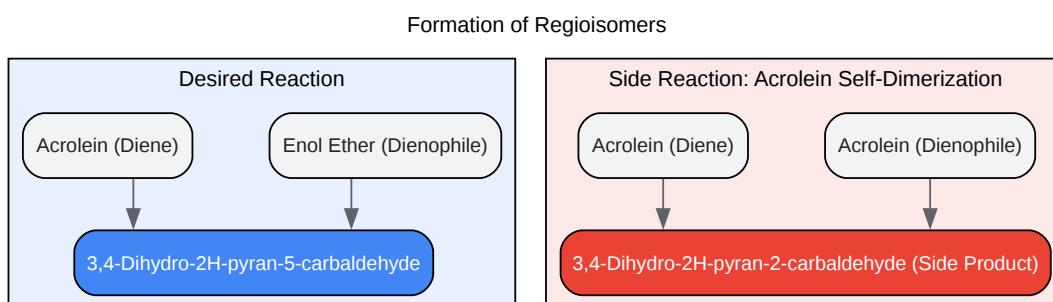 Formation of Regioisomers
Desired Reaction
Acrolein (Diene)
Enol Ether (Dienophile)
3,4-Dihydro-2H-pyran-5-carbaldehyde
Side Reaction: Acrolein Self-Dimerization
Acrolein (Diene)
Acrolein (Dienophile)
3,4-Dihydro-2H-pyran-2-carbaldehyde (Side Product)